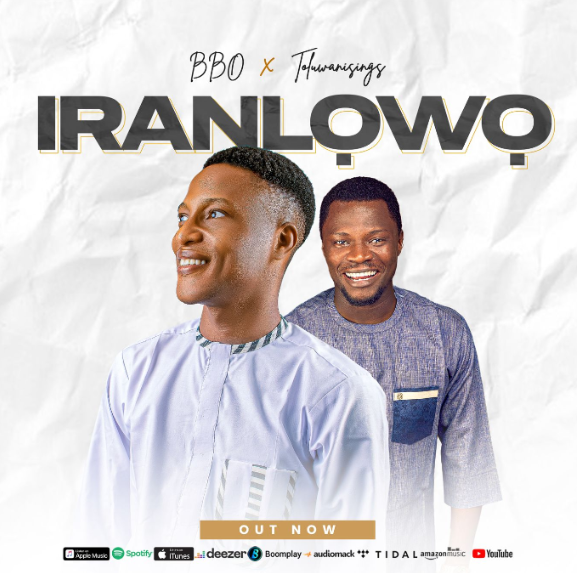 BBO x Toluwanisings
IRANLỌWỌ
OUT NOW
Apple Music Spotify iTunes deezer B Boomplay audiomack TIDAL amazon music YouTube